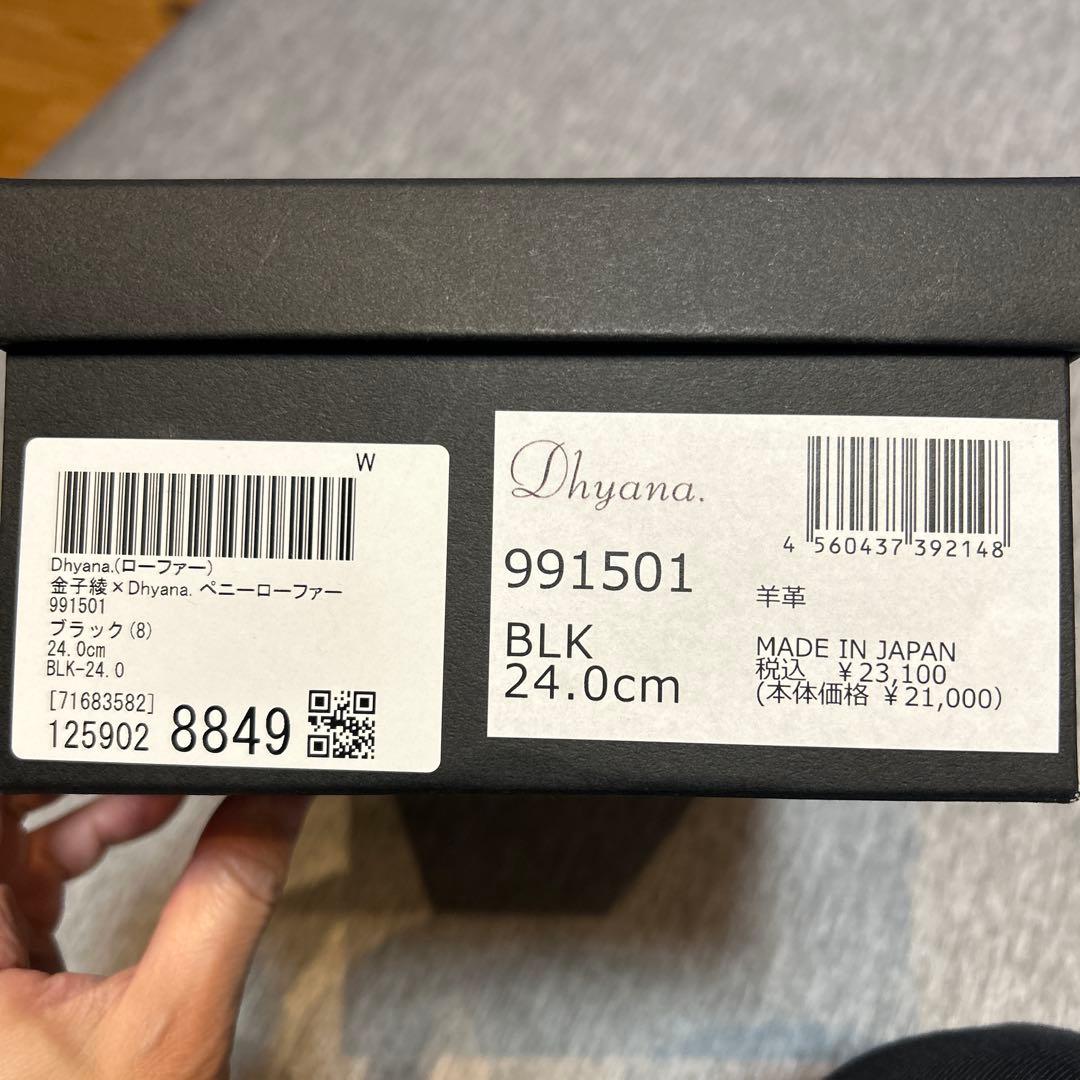 W
Dhyana.(ローファー)
金子綾×Dhyana. ペニーローファー
991501
ブラック(8)
24.0cm
BLK-24.0
[71683582]
125902 8849
Dhyana.
4 560437 392148
991501
羊革
BLK
24.0cm
MADE IN JAPAN
税込 ¥23,100
(本体価格 ¥21,000)